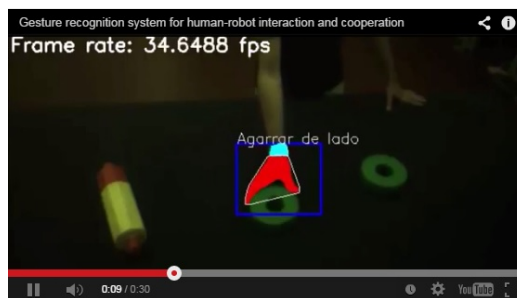 Gesture recognition system for human-robot interaction and cooperation
Frame rate: 34.6488 fps
Agarrar de lado
0:09 / 0:30
YouTube